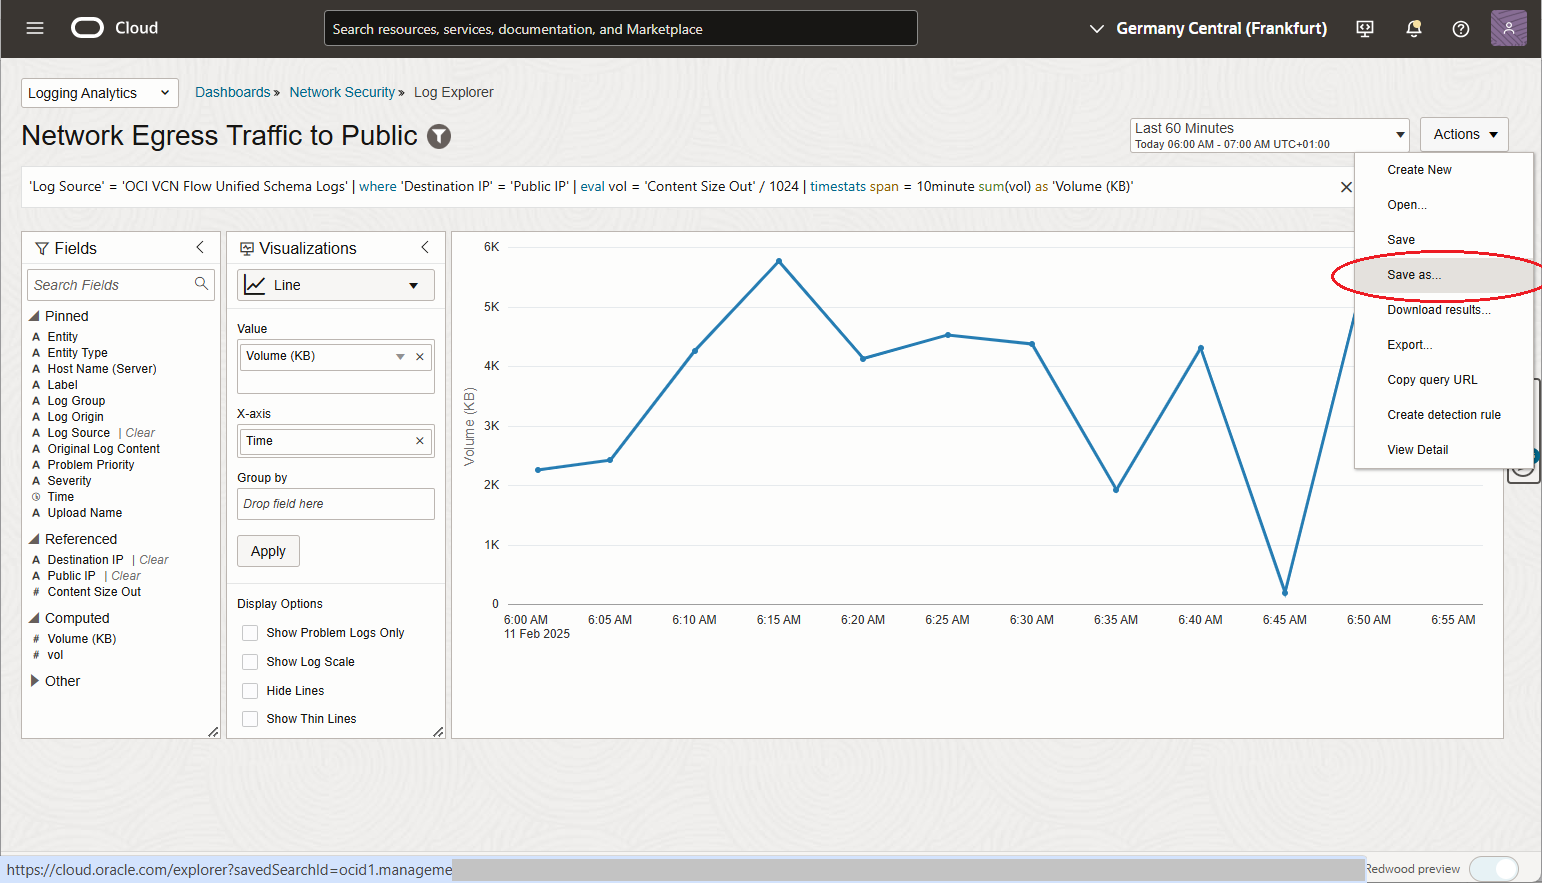 Cloud
Search resources, services, documentation, and Marketplace
Germany Central (Frankfurt)
Logging Analytics
Dashboards » Network Security » Log Explorer
Network Egress Traffic to Public
Last 60 Minutes
Today 06:00 AM - 07:00 AM UTC+01:00
Actions
'Log Source' = 'OCI VCN Flow Unified Schema Logs' | where 'Destination IP' = 'Public IP' | eval vol = 'Content Size Out' / 1024 | timestats span = 10minute sum(vol) as 'Volume (KB)'
Create New
Open...
Save
Save as...
Download results...
Export...
Copy query URL
Create detection rule
View Detail
Fields
Search Fields
Pinned
A Entity
A Entity Type
A Host Name (Server)
A Label
A Log Group
A Log Origin
A Log Source | Clear
A Original Log Content
A Problem Priority
A Severity
Time
A Upload Name
Referenced
A Destination IP | Clear
A Public IP | Clear
# Content Size Out
Computed
# Volume (KB)
# vol
Other
Visualizations
Line
Value
Volume (KB)
X-axis
Time
Group by
Drop field here
Apply
Display Options
Show Problem Logs Only
Show Log Scale
Hide Lines
Show Thin Lines
Volume (KB)
6K
5K
4K
3K
2K
1K
0
6:00 AM 6:05 AM 6:10 AM 6:15 AM 6:20 AM 6:25 AM 6:30 AM 6:35 AM 6:40 AM 6:45 AM 6:50 AM 6:55 AM
11 Feb 2025
https://cloud.oracle.com/explorer?savedSearchId=ocid1.manageme
Redwood preview